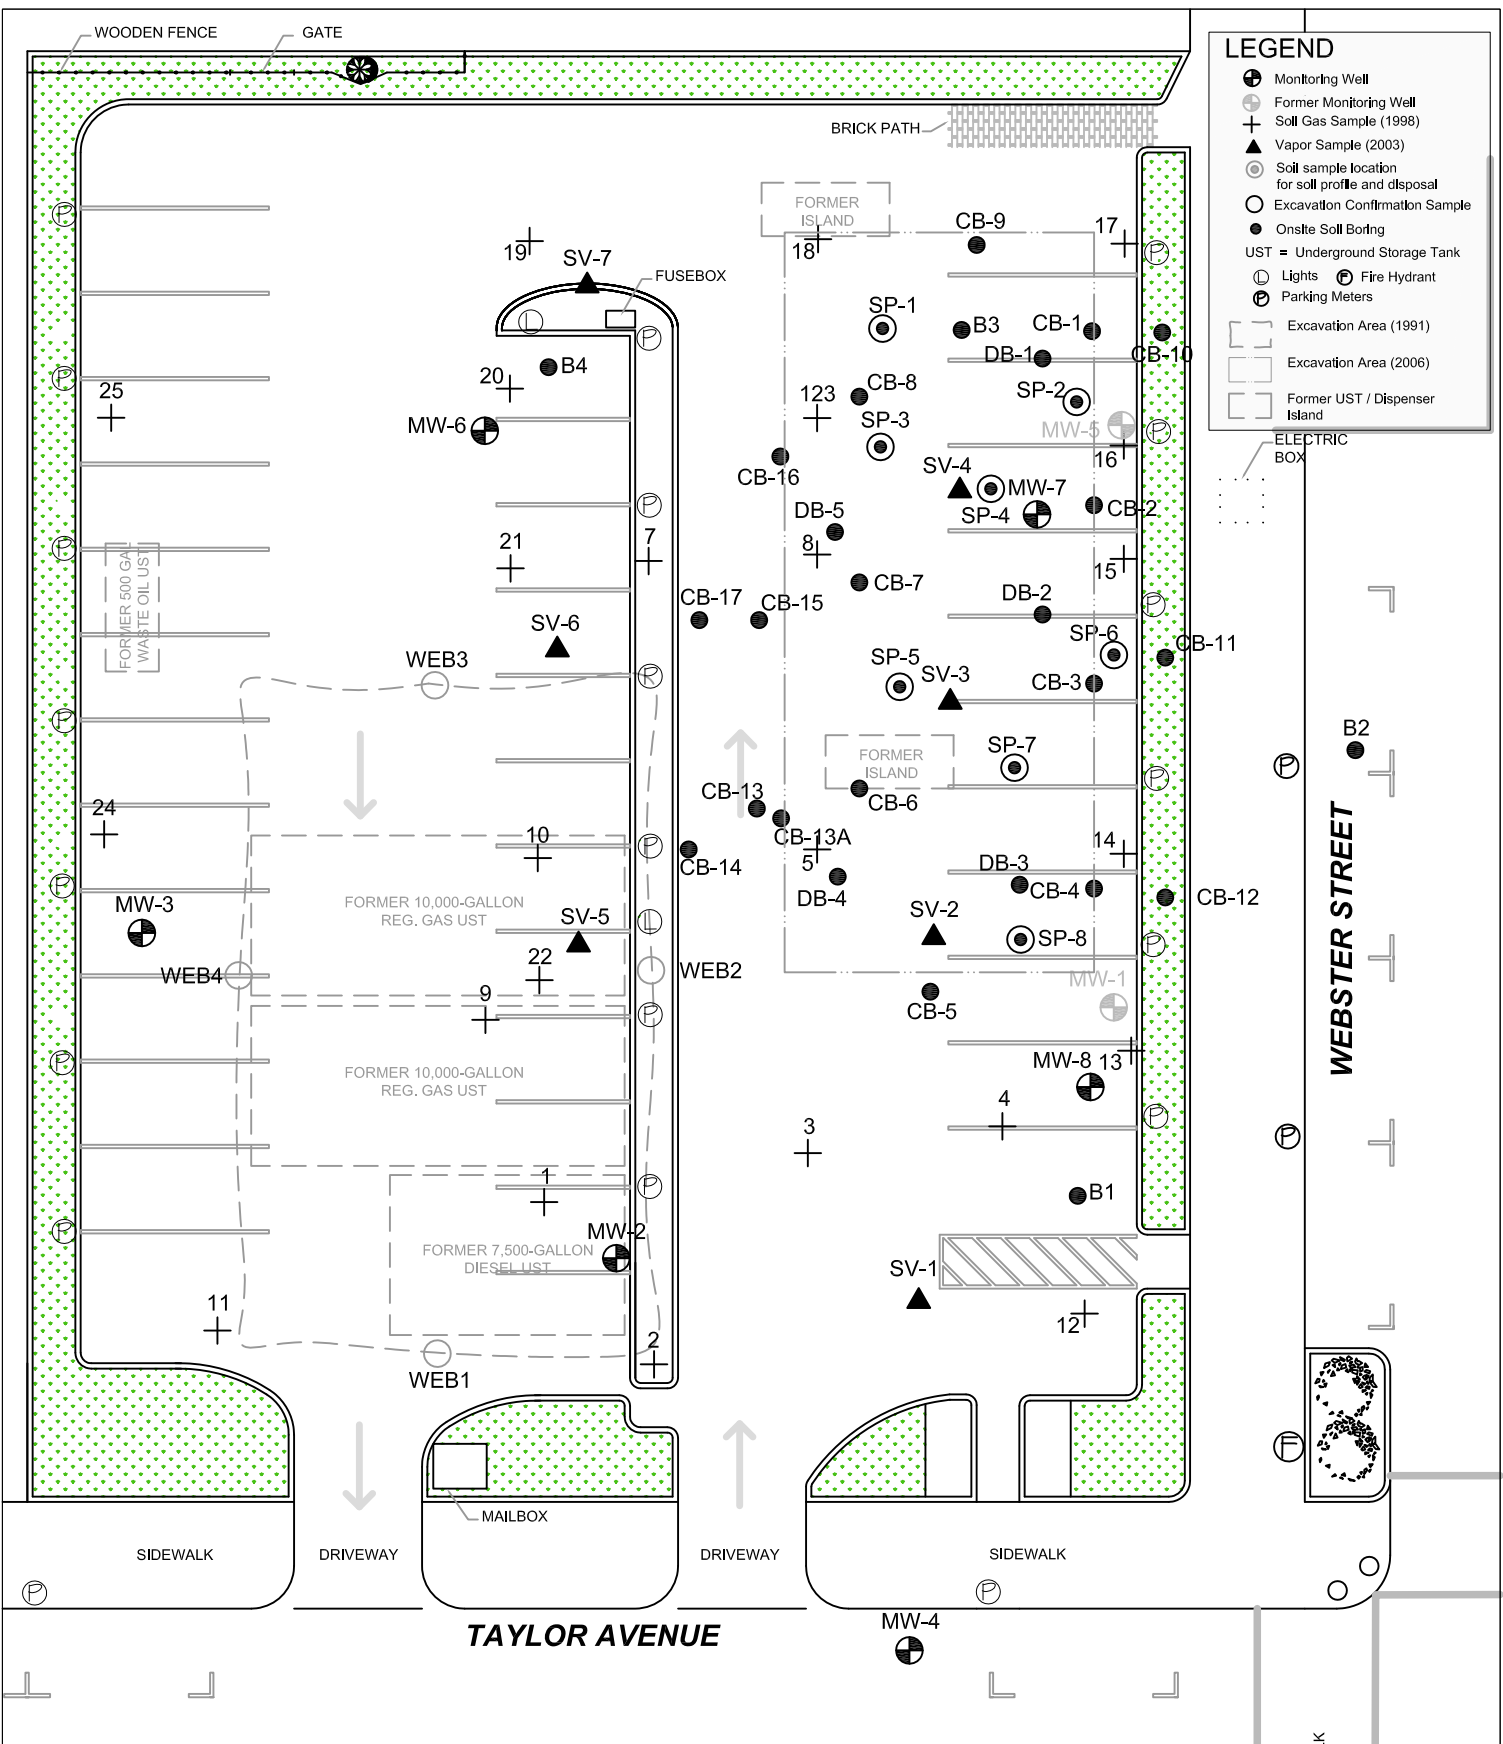 WOODEN FENCE
GATE
LEGEND
Monitoring Well
Former Monitoring Well
Soil Gas Sample (1998)
Vapor Sample (2003)
Soil sample location
for soil profile and disposal
Excavation Confirmation Sample
Onsite Soil Boring
UST = Underground Storage Tank
L Lights
F Fire Hydrant
P Parking Meters
Excavation Area (1991)
Excavation Area (2006)
Former UST / Dispenser
Island
BRICK PATH
FORMER
ISLAND
CB-9
17
18
19
SV-7
FUSEBOX
P
P
L
P
SP-1
B3
CB-1
CB-10
DB-1
B4
20
CB-8
SP-2
P
25
123
MW-6
SP-3
MW-5
P
16
ELECTRIC
BOX
CB-16
SV-4
MW-7
SP-4
CB-2
P
DB-5
8
7
21
15
P
FORMER 500 GAL
WASTE OIL UST
CB-7
CB-17
CB-15
DB-2
P
SV-6
SP-6
CB-11
WEB3
SP-5
SV-3
CB-3
P
P
B2
FORMER
ISLAND
SP-7
P
P
CB-13
CB-6
24
10
CB-13A
5
14
P
CB-14
DB-3
CB-4
DB-4
CB-12
P
FORMER 10,000-GALLON
REG. GAS UST
MW-3
SV-5
L
SV-2
SP-8
P
WEBSTER STREET
WEB4
22
WEB2
MW-1
9
CB-5
P
P
MW-8
13
FORMER 10,000-GALLON
REG. GAS UST
4
3
P
P
1
P
B1
P
MW-2
FORMER 7,500-GALLON
DIESEL UST
SV-1
11
12
2
WEB1
F
MAILBOX
SIDEWALK
DRIVEWAY
DRIVEWAY
SIDEWALK
P
P
TAYLOR AVENUE
MW-4